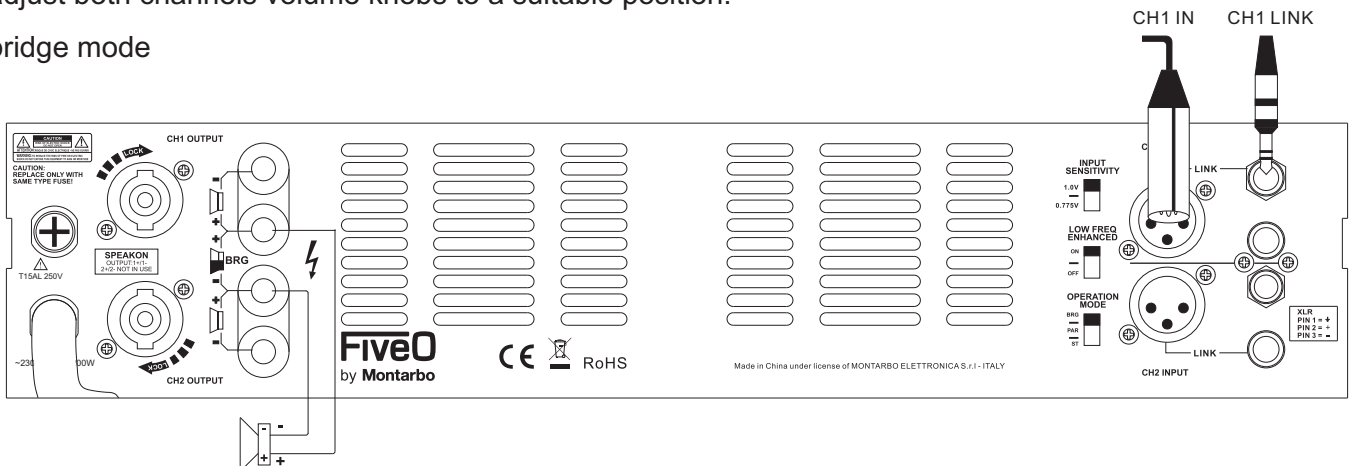 adjust both channels volume knobs to a suitable position.
bridge mode
CH1 IN
CH1 LINK
CAUTION
CAUTION:
REPLACE ONLY WITH
SAME TYPE FUSE!
LOCK
CH1 OUTPUT
-
+
BRG
-
+
-
SPEAKON
OUTPUT:1+/1-
2+/2- NOT IN USE
T15AL 250V
~230
00W
LOCK
CH2 OUTPUT
- -
+ +
FiveO
by Montarbo
CE
RoHS
Made in China under license of MONTARBO ELETTRONICA S.r.l - ITALY
INPUT
SENSITIVITY
1.0V
0.775V
LOW FREQ
ENHANCED
ON
OFF
OPERATION
MODE
BRG
PAR
ST
C
LINK
LINK
CH2 INPUT
XLR
PIN 1 = ⏚
PIN 2 = +
PIN 3 = -